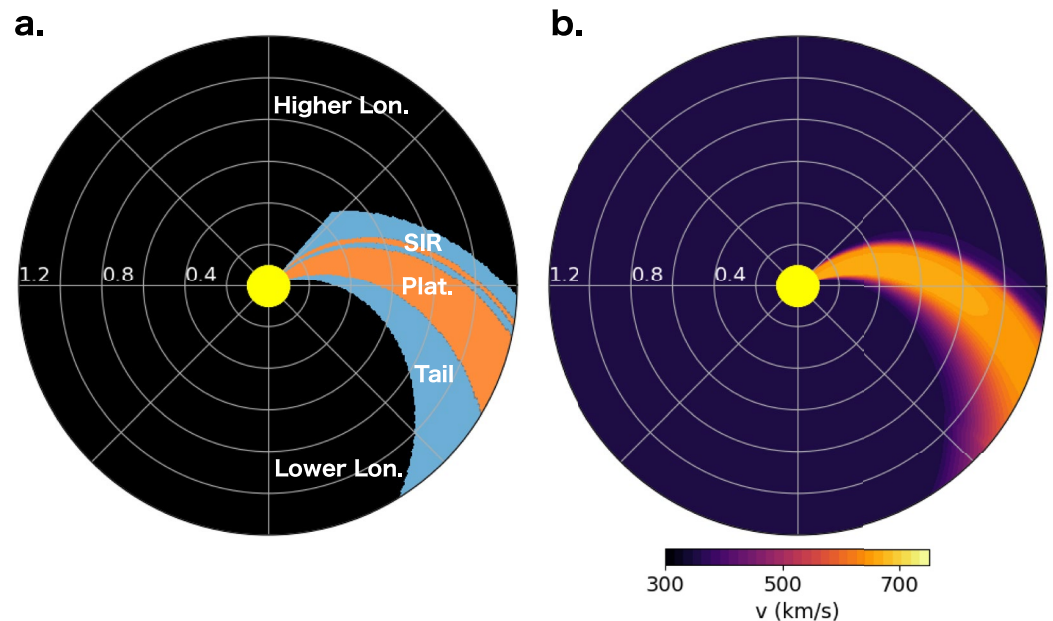 a.
b.
Higher Lon.
SIR
1.2 0.8 0.4
Plat.
Tail
Lower Lon.
1.2 0.8 0.4
300 500 700
v (km/s)